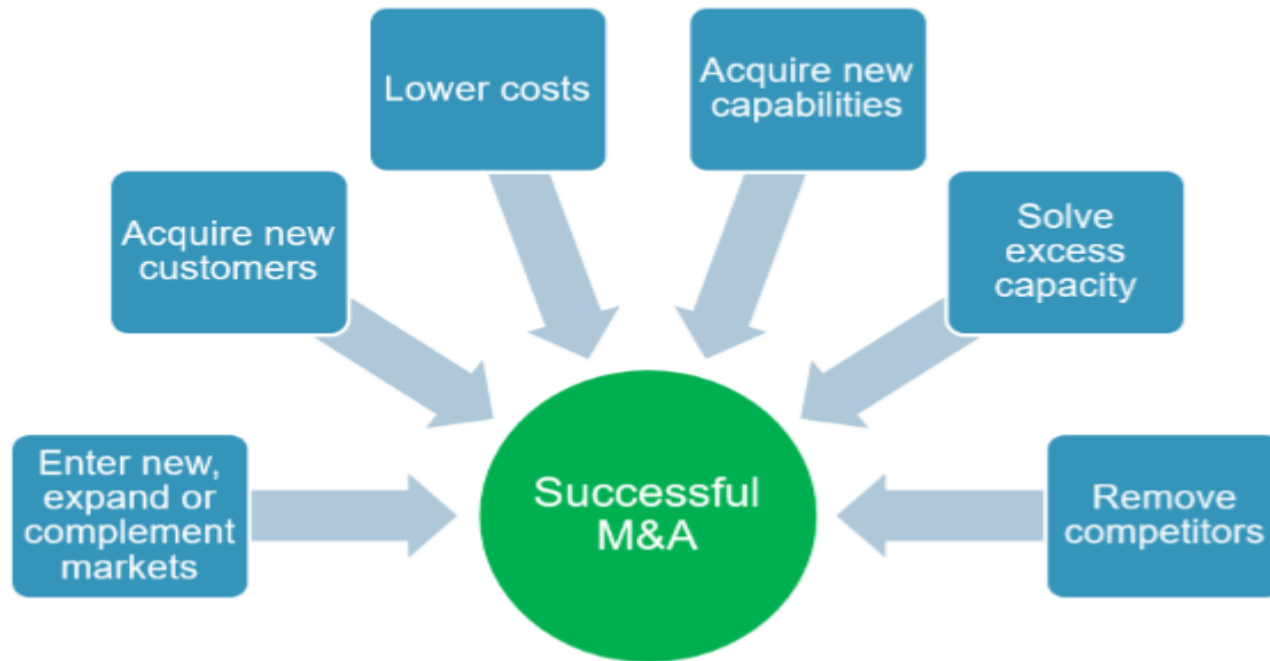 Lower costs
Acquire new
capabilities
Acquire new
customers
Solve
excess
capacity
Enter new,
expand or
complement
markets
Successful
M&A
Remove
competitors